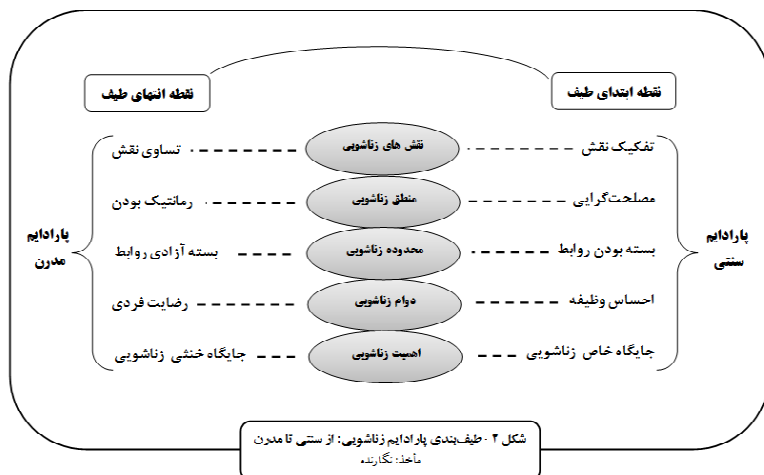 نقطه ابتدای طیف
نقطه انتهای طیف
تفکیک نقش
نقش های زناشویی
تساوی نقش
مصلحت‌گرایی
منطق زناشویی
رمانتیک بودن
پارادایم
سنتی
بسته بودن روابط
محدوده زناشویی
بسته آزادی روابط
پارادایم
مدرن
احساس وظیفه
دوام زناشویی
رضایت فردی
جایگاه خاص زناشویی
اهمیت زناشویی
جایگاه خنثی زناشویی
شکل ۲ - طیف‌بندی پارادایم زناشویی: از سنتی تا مدرن
مأخذ: نگارنده